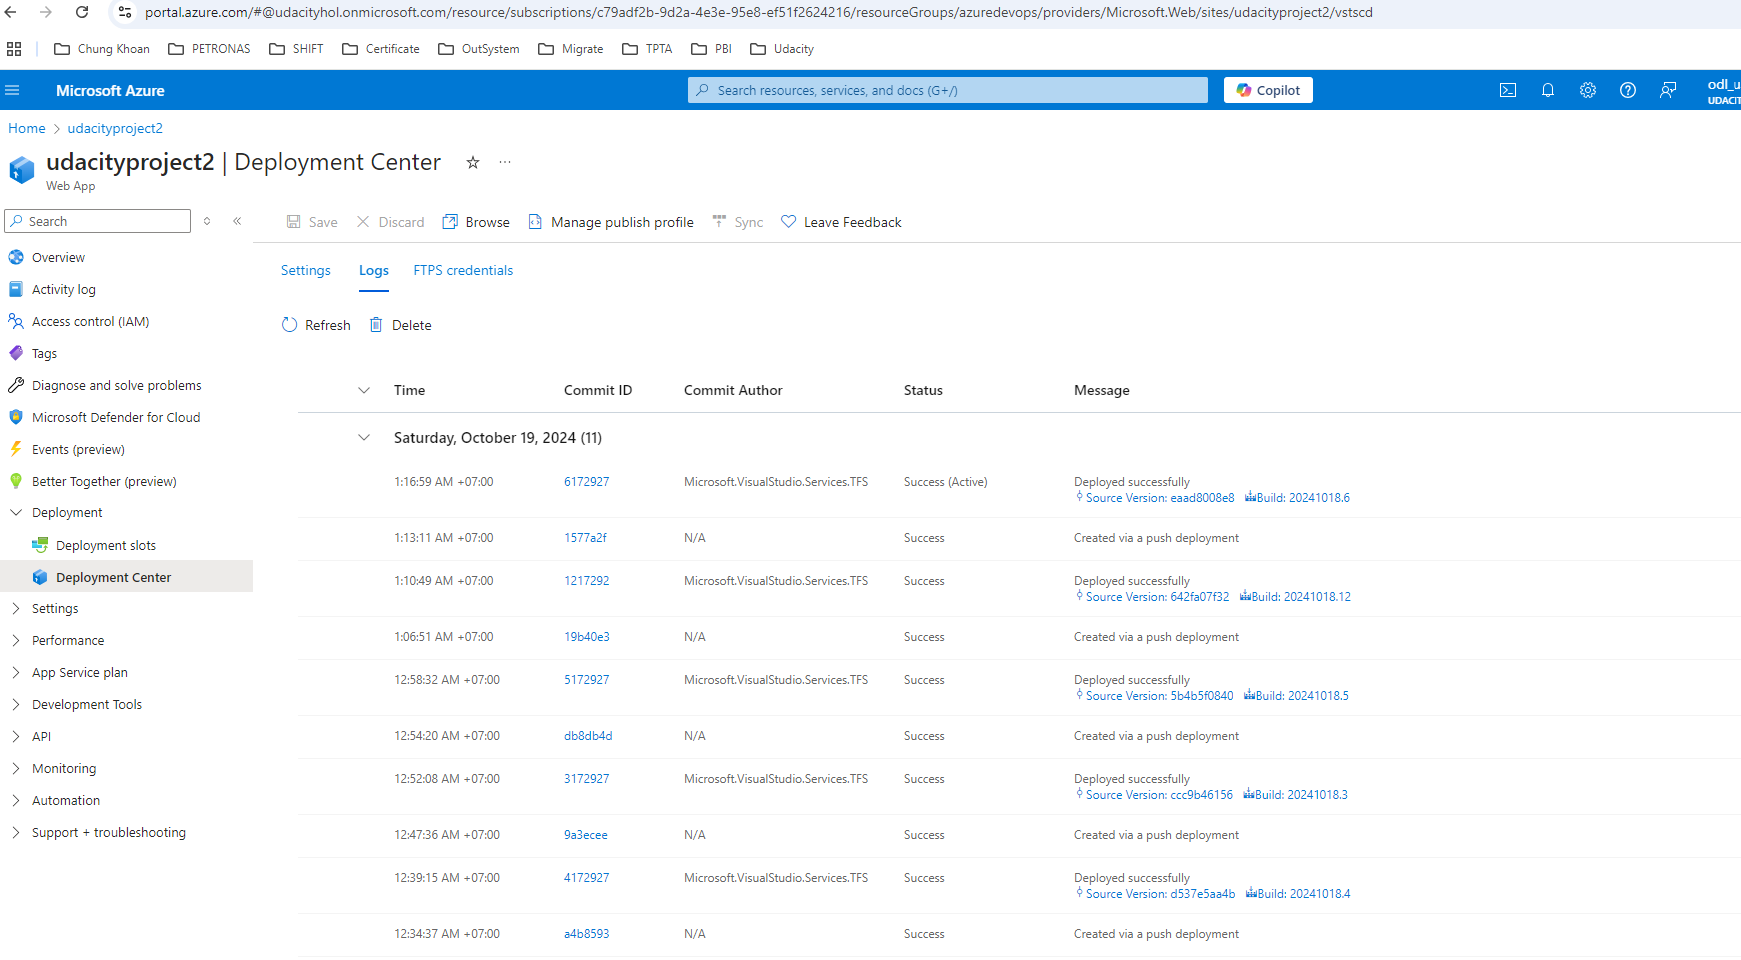 portal.azure.com/#@udacityhol.onmicrosoft.com/resource/subscriptions/c79adf2b-9d2a-4e3e-95e8-ef51f2624216/resourceGroups/azuredevops/providers/Microsoft.Web/sites/udacityproject2/vstscd
Chung Khoan PETRONAS SHIFT Certificate OutSystem Migrate TPTA PBI Udacity
Microsoft Azure Search resources, services, and docs (G+/) Copilot odl_u
UDACIT
Home > udacityproject2
udacityproject2 | Deployment Center ...
Web App
Search
Save Discard Browse Manage publish profile Sync Leave Feedback
Overview
Activity log
Access control (IAM)
Tags
Diagnose and solve problems
Microsoft Defender for Cloud
Events (preview)
Better Together (preview)
Deployment
Deployment slots
Deployment Center
Settings
Performance
App Service plan
Development Tools
API
Monitoring
Automation
Support + troubleshooting
Settings Logs FTPS credentials
Refresh Delete
Time Commit ID Commit Author Status Message
Saturday, October 19, 2024 (11)
1:16:59 AM +07:00 6172927 Microsoft.VisualStudio.Services.TFS Success (Active) Deployed successfully
Source Version: eaad8008e8 Build: 20241018.6
1:13:11 AM +07:00 1577a2f N/A Success Created via a push deployment
1:10:49 AM +07:00 1217292 Microsoft.VisualStudio.Services.TFS Success Deployed successfully
Source Version: 642fa07f32 Build: 20241018.12
1:06:51 AM +07:00 19b40e3 N/A Success Created via a push deployment
12:58:32 AM +07:00 5172927 Microsoft.VisualStudio.Services.TFS Success Deployed successfully
Source Version: 5b4b5f0840 Build: 20241018.5
12:54:20 AM +07:00 db8db4d N/A Success Created via a push deployment
12:52:08 AM +07:00 3172927 Microsoft.VisualStudio.Services.TFS Success Deployed successfully
Source Version: ccc9b46156 Build: 20241018.3
12:47:36 AM +07:00 9a3ecee N/A Success Created via a push deployment
12:39:15 AM +07:00 4172927 Microsoft.VisualStudio.Services.TFS Success Deployed successfully
Source Version: d537e5aa4b Build: 20241018.4
12:34:37 AM +07:00 a4b8593 N/A Success Created via a push deployment